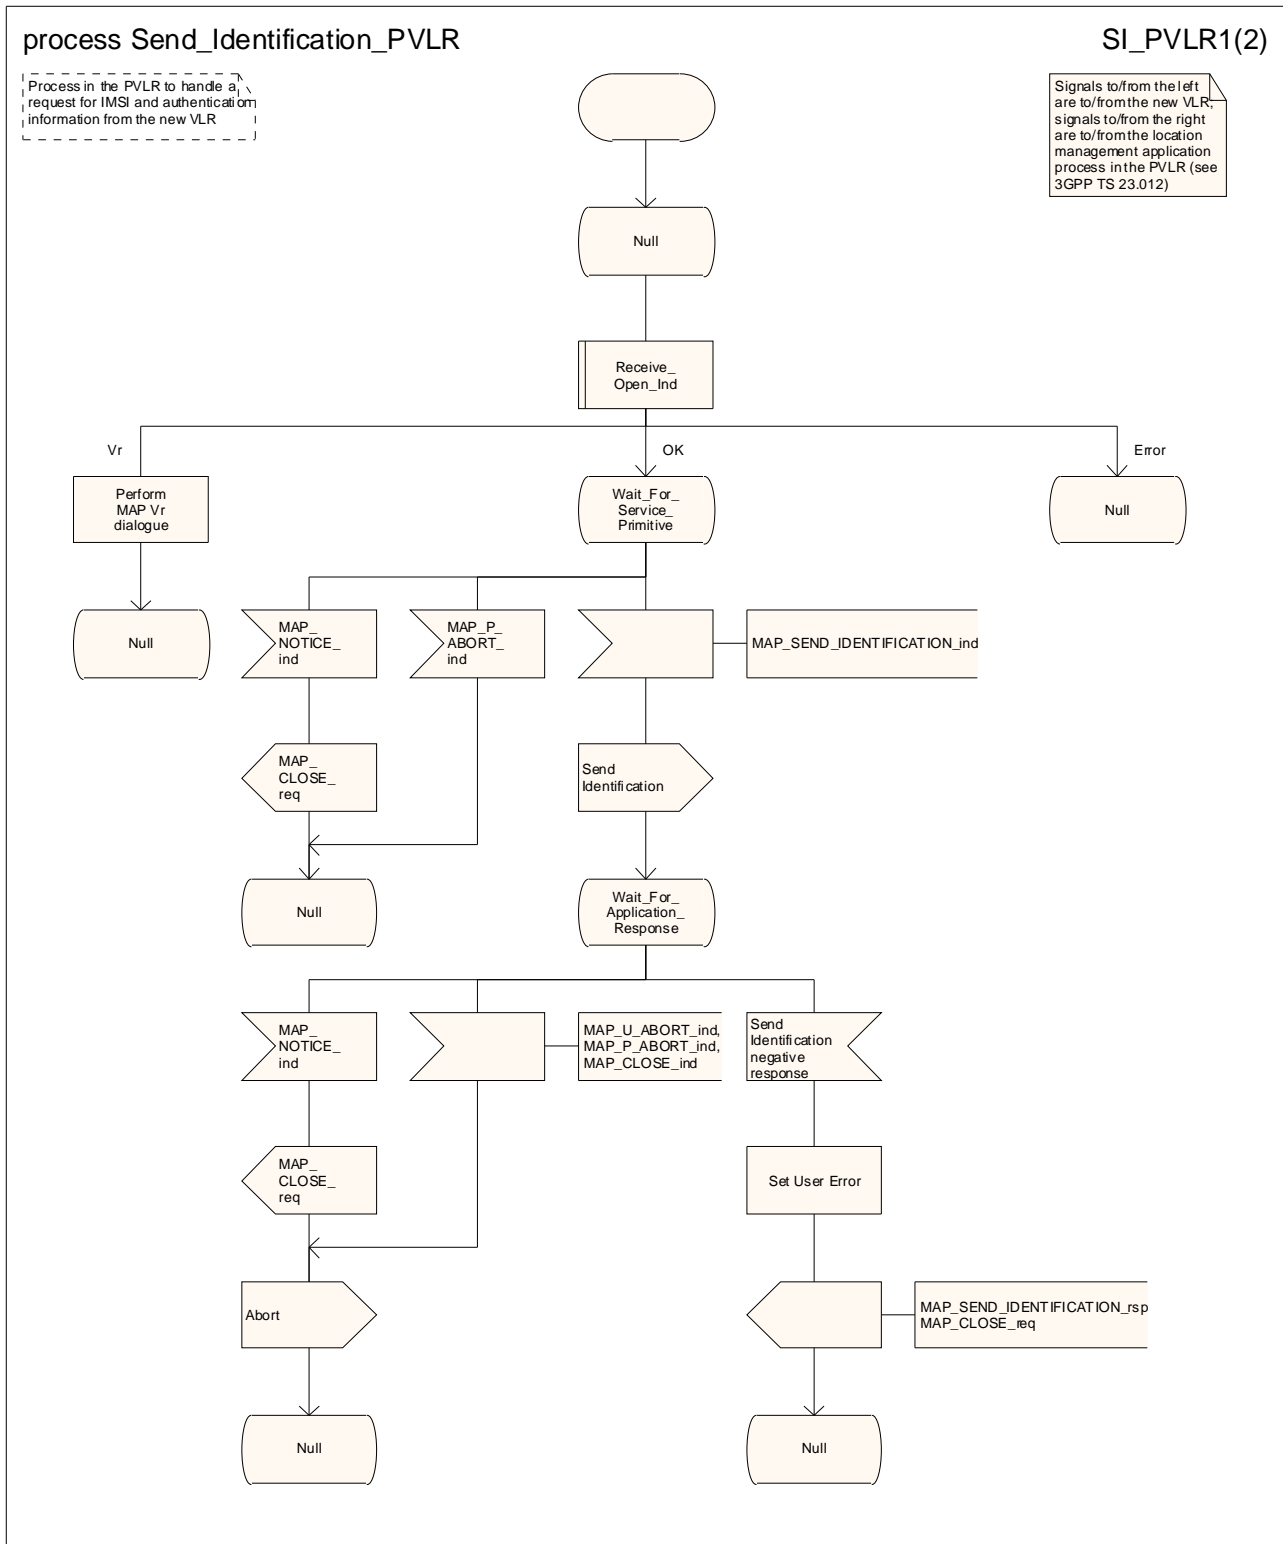 process Send_Identification_PVLR
SI_PVLR1(2)
Process in the PVLR to handle a
request for IMSI and authentication
information from the new VLR
Signals to/from the left
are to/from the new VLR;
signals to/from the right
are to/from the location
management application
process in the PVLR (see
3GPP TS 23.012)
Null
Receive_
Open_Ind
Vr
OK
Error
Perform
MAP Vr
dialogue
Wait_For_
Service_
Primitive
Null
Null
MAP_
NOTICE_
ind
MAP_P_
ABORT_
ind
MAP_SEND_IDENTIFICATION_ind
MAP_
CLOSE_
req
Send
Identification
Null
Wait_For_
Application_
Response
MAP_
NOTICE_
ind
MAP_U_ABORT_ind,
MAP_P_ABORT_ind,
MAP_CLOSE_ind
Send
Identification
negative
response
MAP_
CLOSE_
req
Set User Error
Abort
MAP_SEND_IDENTIFICATION_rsp
MAP_CLOSE_req
Null
Null